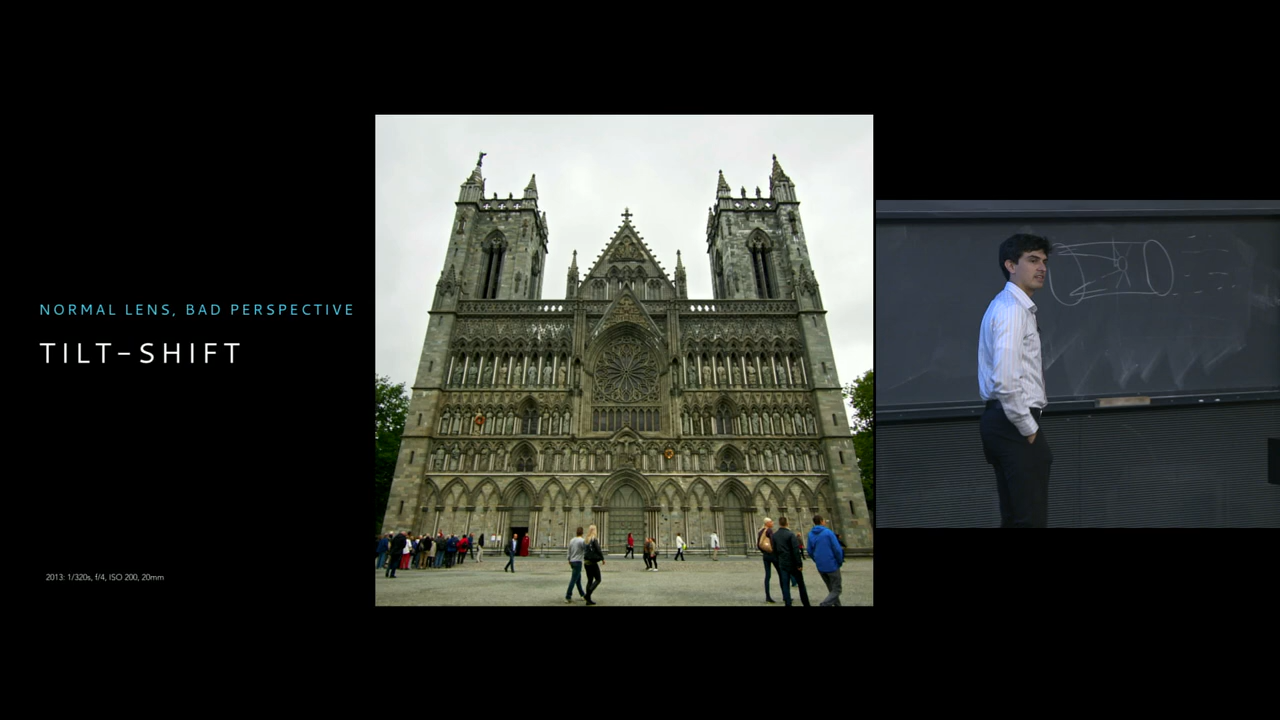 NORMAL LENS, BAD PERSPECTIVE
TILT-SHIFT
2013: 1/320s, f/4, ISO 200, 20mm